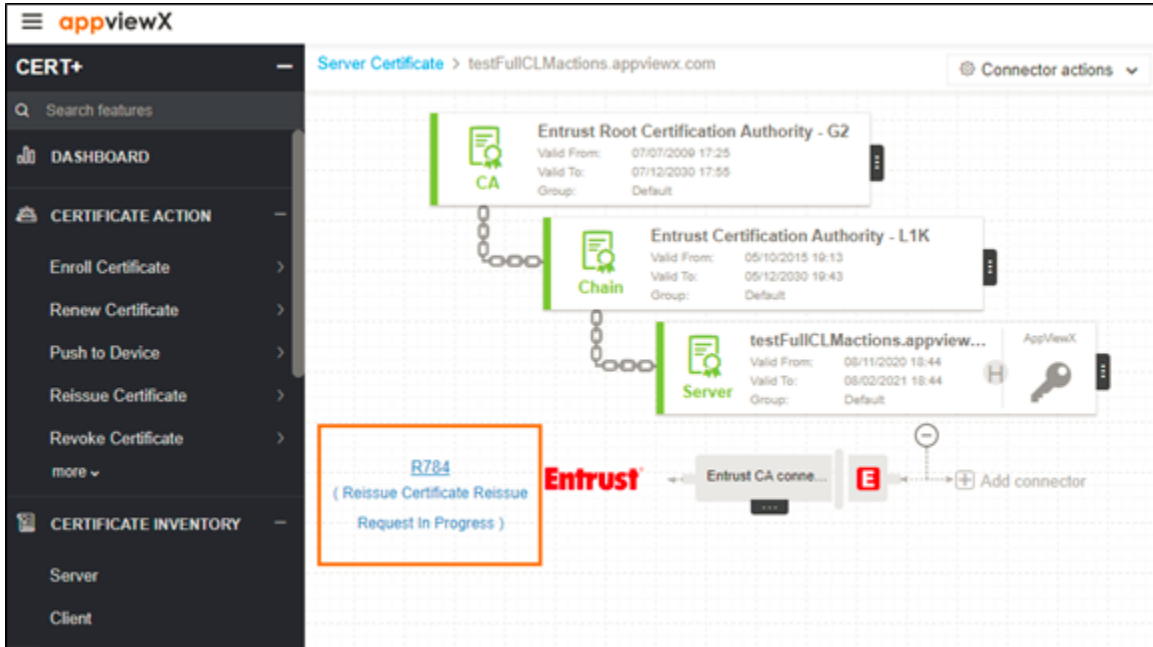 appviewX
CERT+
Search features
DASHBOARD
CERTIFICATE ACTION
Enroll Certificate
Renew Certificate
Push to Device
Reissue Certificate
Revoke Certificate
more
CERTIFICATE INVENTORY
Server
Client
Server Certificate > testFullCLMactions.appviewx.com
Connector actions
Entrust Root Certification Authority - G2
Valid From: 07/07/2009 17:25
Valid To: 07/12/2030 17:55
Group: Default
CA
Entrust Certification Authority - L1K
Valid From: 05/10/2015 19:13
Valid To: 05/12/2030 19:43
Group: Default
Chain
testFullCLMactions.appview...
Valid From: 08/11/2020 18:44
Valid To: 08/02/2021 18:44
Group: Default
Server
H
AppViewX
R784
( Reissue Certificate Reissue
Request In Progress )
Entrust
Entrust CA conne...
E
Add connector